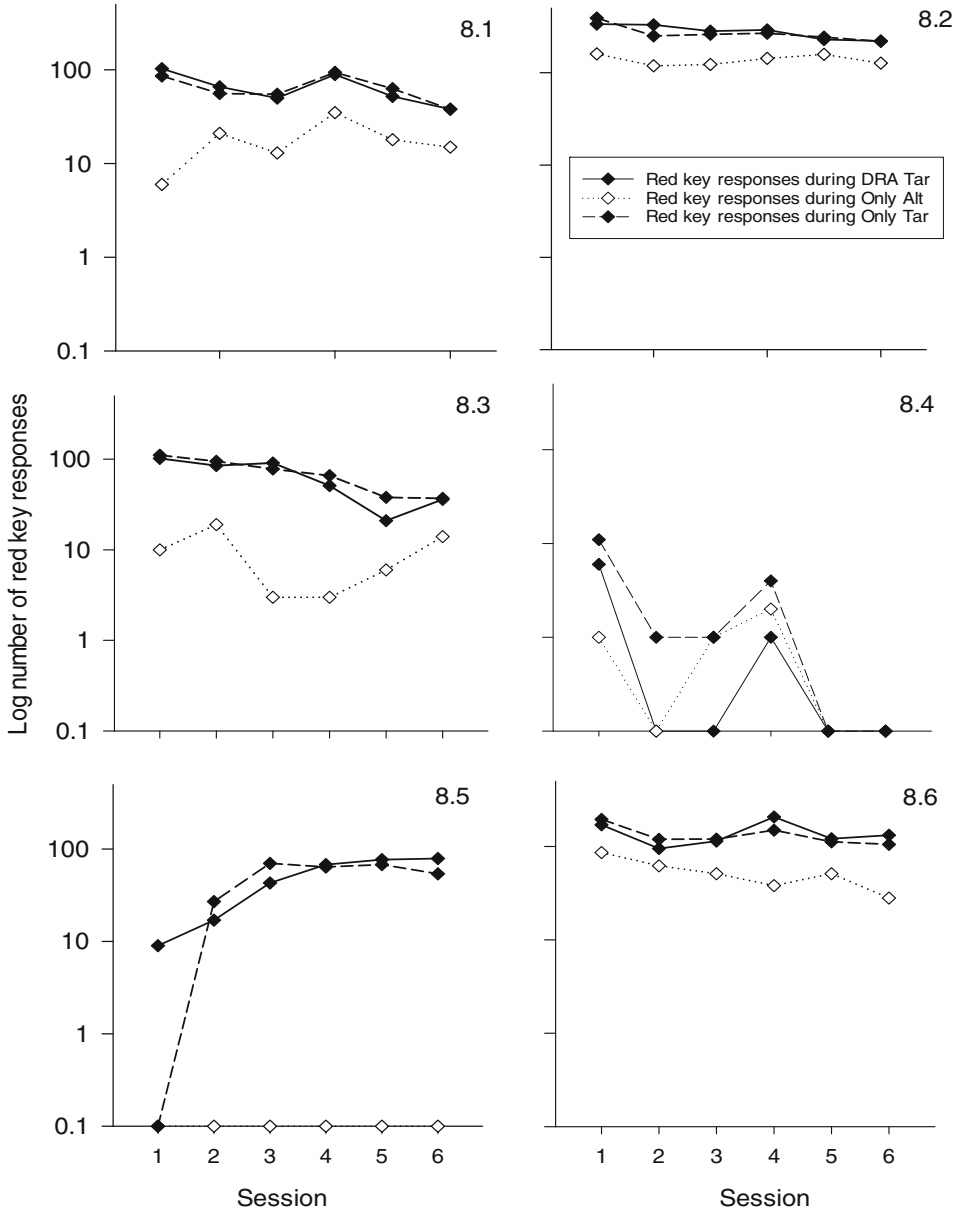 8.1
100
10
1
0.1
8.2
Red key responses during DRA Tar
Red key responses during Only Alt
Red key responses during Only Tar
Log number of red key responses
8.3
100
10
1
0.1
8.4
8.5
100
10
1
0.1
1 2 3 4 5 6
Session
8.6
1 2 3 4 5 6
Session